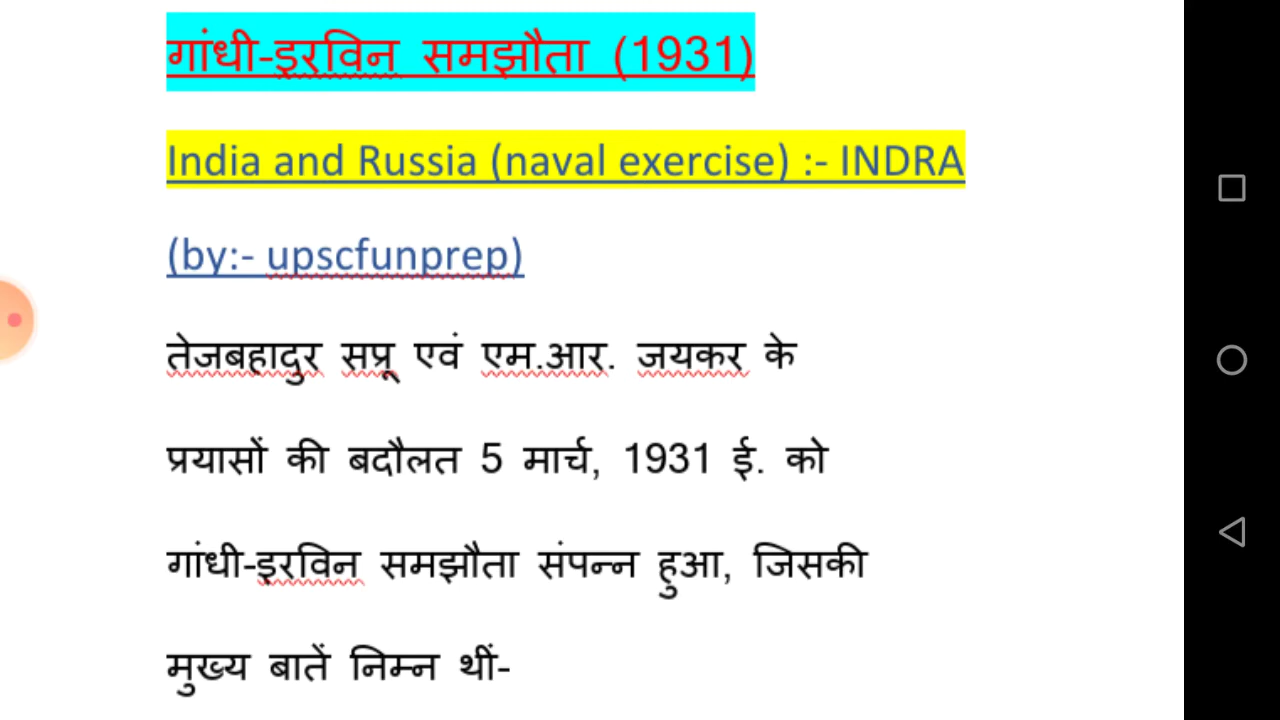 गांधी-इरविन समझौता (1931)
India and Russia (naval exercise) :- INDRA
(by:- upscfunprep)
तेजबहादुर सप्रू एवं एम.आर. जयकर के
प्रयासों की बदौलत 5 मार्च, 1931 ई. को
गांधी-इरविन समझौता संपन्न हुआ, जिसकी
मुख्य बातें निम्न थीं-